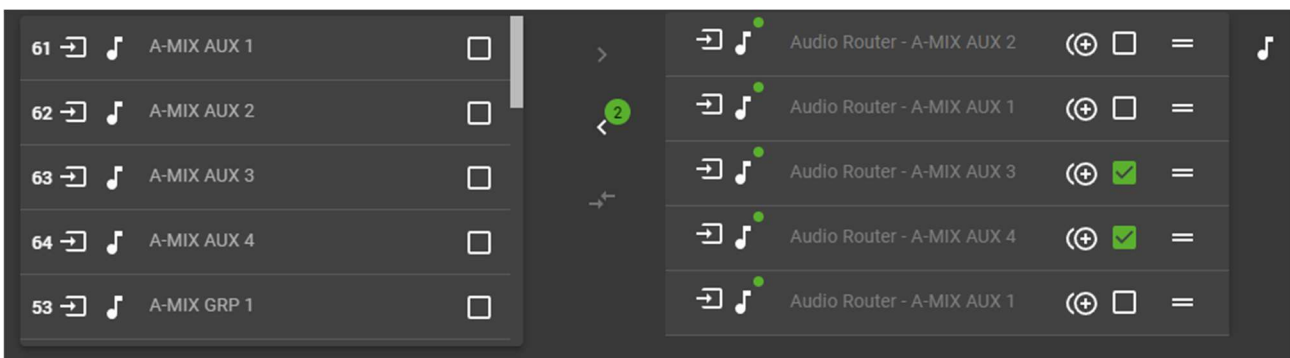 61 A-MIX AUX 1
62 A-MIX AUX 2
63 A-MIX AUX 3
64 A-MIX AUX 4
53 A-MIX GRP 1
2
Audio Router - A-MIX AUX 2
Audio Router - A-MIX AUX 1
Audio Router - A-MIX AUX 3
Audio Router - A-MIX AUX 4
Audio Router - A-MIX AUX 1